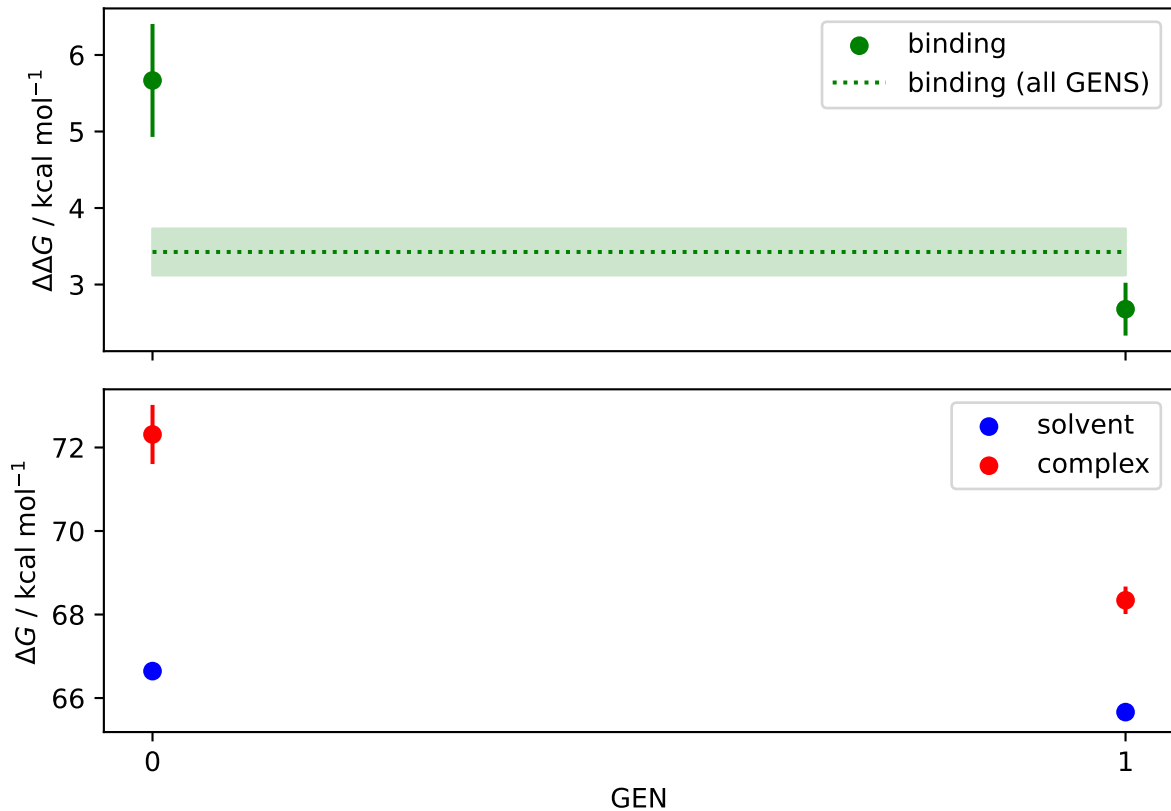 6
5
4
3
ΔΔG / kcal mol⁻¹
binding
binding (all GENS)
72
70
68
66
ΔG / kcal mol⁻¹
solvent
complex
0
1
GEN